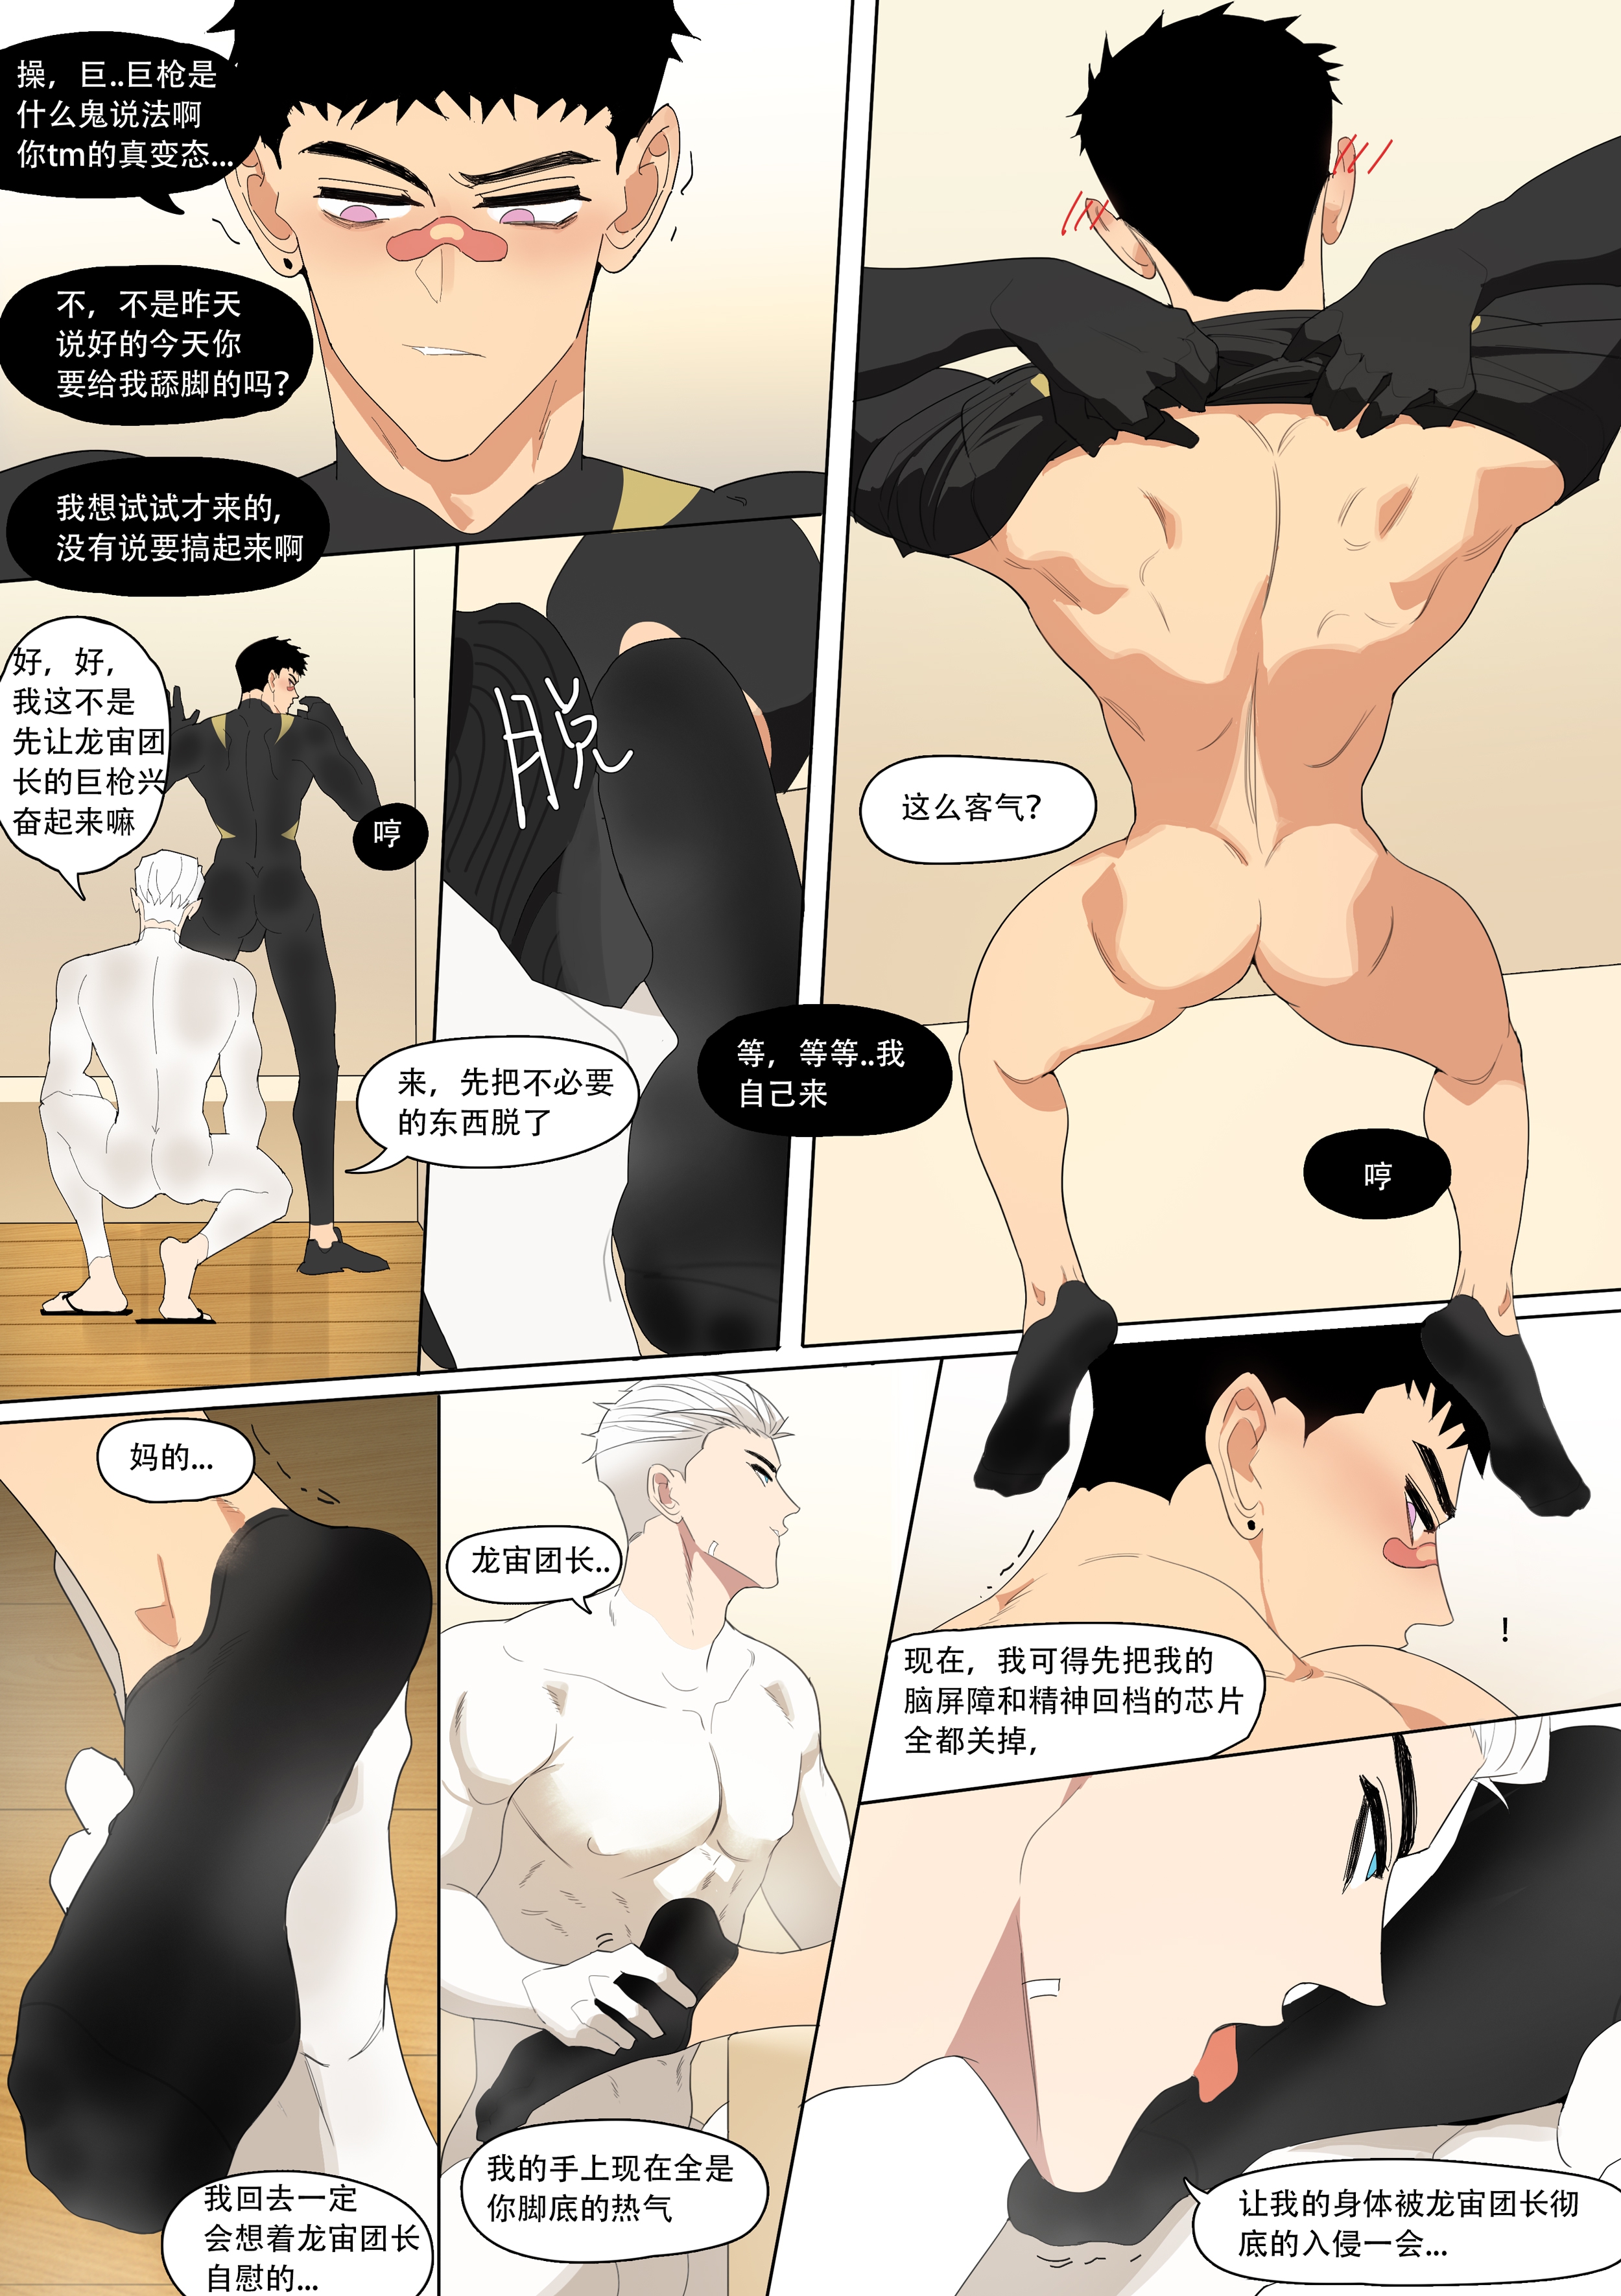 操，巨..巨枪是
什么鬼说法啊
你tm的真变态...
不，不是昨天
说好的今天你
要给我舔脚的吗?
我想试试才来的,
没有说要搞起来啊
好，好，
我这不是
先让龙宙团
长的巨枪兴
奋起来嘛
哼
脱
来，先把不必要
的东西脱了
等，等等..我
自己来
这么客气?
哼
妈的...
我回去一定
会想着龙宙团长
自慰的...
龙宙团长..
我的手上现在全是
你脚底的热气
!
现在，我可得先把我的
脑屏障和精神回档的芯片
全都关掉,
让我的身体被龙宙团长彻
底的入侵一会...